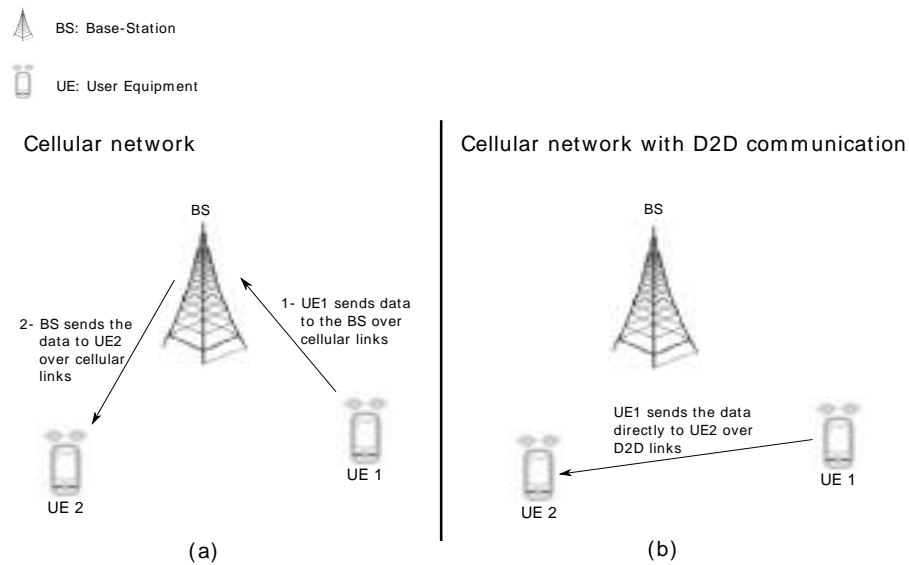 BS: Base-Station
UE: User Equipment
Cellular network
BS
1- UE1 sends data
to the BS over
cellular links
2- BS sends the
data to UE2
over cellular
links
UE 1
UE 2
(a)
Cellular network with D2D communication
BS
UE1 sends the data
directly to UE2 over
D2D links
UE 1
UE 2
(b)